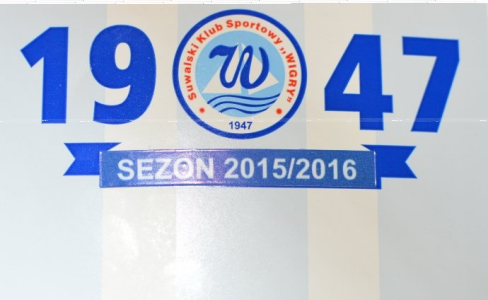 19 47
Suwalski Klub Sportowy „WIGRY”
W
1947
SEZON 2015/2016